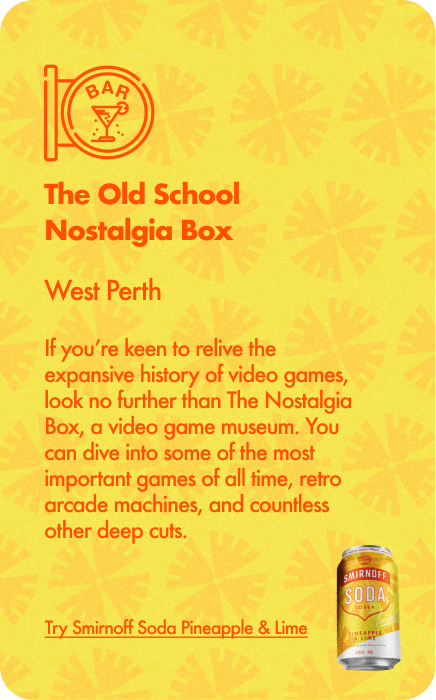 BAR
The Old School
Nostalgia Box
West Perth
If you’re keen to relive the
expansive history of video games,
look no further than The Nostalgia
Box, a video game museum. You
can dive into some of the most
important games of all time, retro
arcade machines, and countless
other deep cuts.
Try Smirnoff Soda Pineapple & Lime
SMIRNOFF
SODA
VODKA
PINEAPPLE
& LIME